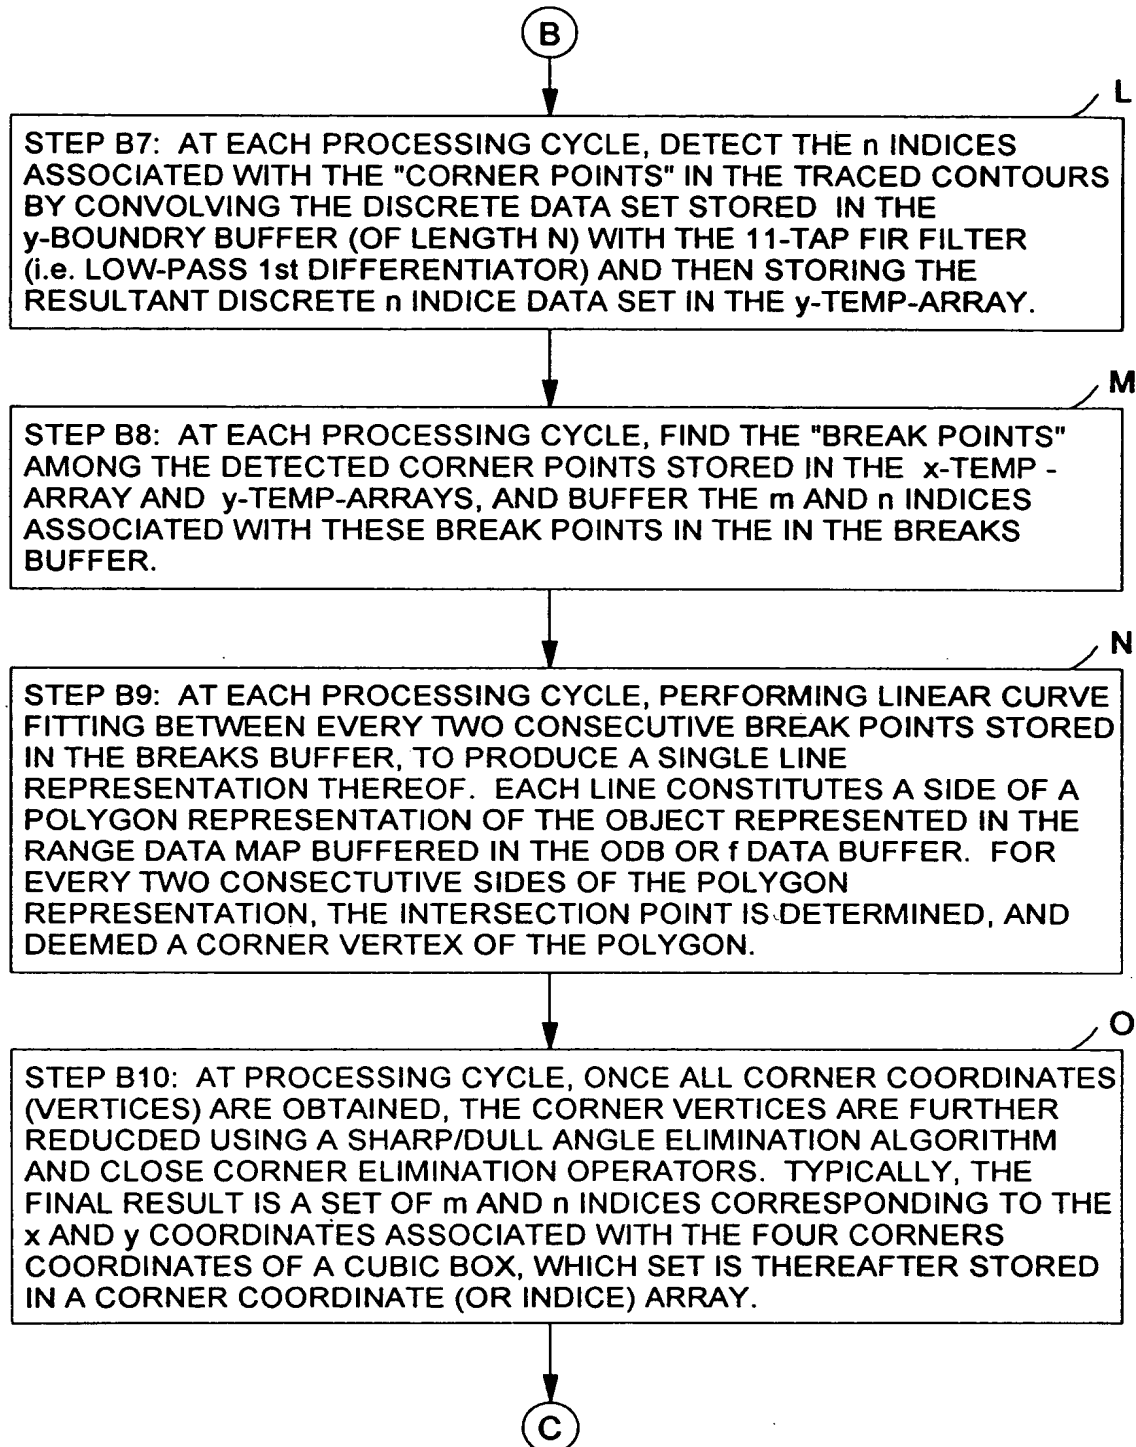 B
L
STEP B7: AT EACH PROCESSING CYCLE, DETECT THE n INDICES
ASSOCIATED WITH THE "CORNER POINTS" IN THE TRACED CONTOURS
BY CONVOLVING THE DISCRETE DATA SET STORED IN THE
y-BOUNDRY BUFFER (OF LENGTH N) WITH THE 11-TAP FIR FILTER
(i.e. LOW-PASS 1st DIFFERENTIATOR) AND THEN STORING THE
RESULTANT DISCRETE n INDICE DATA SET IN THE y-TEMP-ARRAY.
M
STEP B8: AT EACH PROCESSING CYCLE, FIND THE "BREAK POINTS"
AMONG THE DETECTED CORNER POINTS STORED IN THE x-TEMP -
ARRAY AND y-TEMP-ARRAYS, AND BUFFER THE m AND n INDICES
ASSOCIATED WITH THESE BREAK POINTS IN THE IN THE BREAKS
BUFFER.
N
STEP B9: AT EACH PROCESSING CYCLE, PERFORMING LINEAR CURVE
FITTING BETWEEN EVERY TWO CONSECUTIVE BREAK POINTS STORED
IN THE BREAKS BUFFER, TO PRODUCE A SINGLE LINE
REPRESENTATION THEREOF. EACH LINE CONSTITUTES A SIDE OF A
POLYGON REPRESENTATION OF THE OBJECT REPRESENTED IN THE
RANGE DATA MAP BUFFERED IN THE ODB OR f DATA BUFFER. FOR
EVERY TWO CONSECTUTIVE SIDES OF THE POLYGON
REPRESENTATION, THE INTERSECTION POINT IS DETERMINED, AND
DEEMED A CORNER VERTEX OF THE POLYGON.
O
STEP B10: AT PROCESSING CYCLE, ONCE ALL CORNER COORDINATES
(VERTICES) ARE OBTAINED, THE CORNER VERTICES ARE FURTHER
REDUCDED USING A SHARP/DULL ANGLE ELIMINATION ALGORITHM
AND CLOSE CORNER ELIMINATION OPERATORS. TYPICALLY, THE
FINAL RESULT IS A SET OF m AND n INDICES CORRESPONDING TO THE
x AND y COORDINATES ASSOCIATED WITH THE FOUR CORNERS
COORDINATES OF A CUBIC BOX, WHICH SET IS THEREAFTER STORED
IN A CORNER COORDINATE (OR INDICE) ARRAY.
C